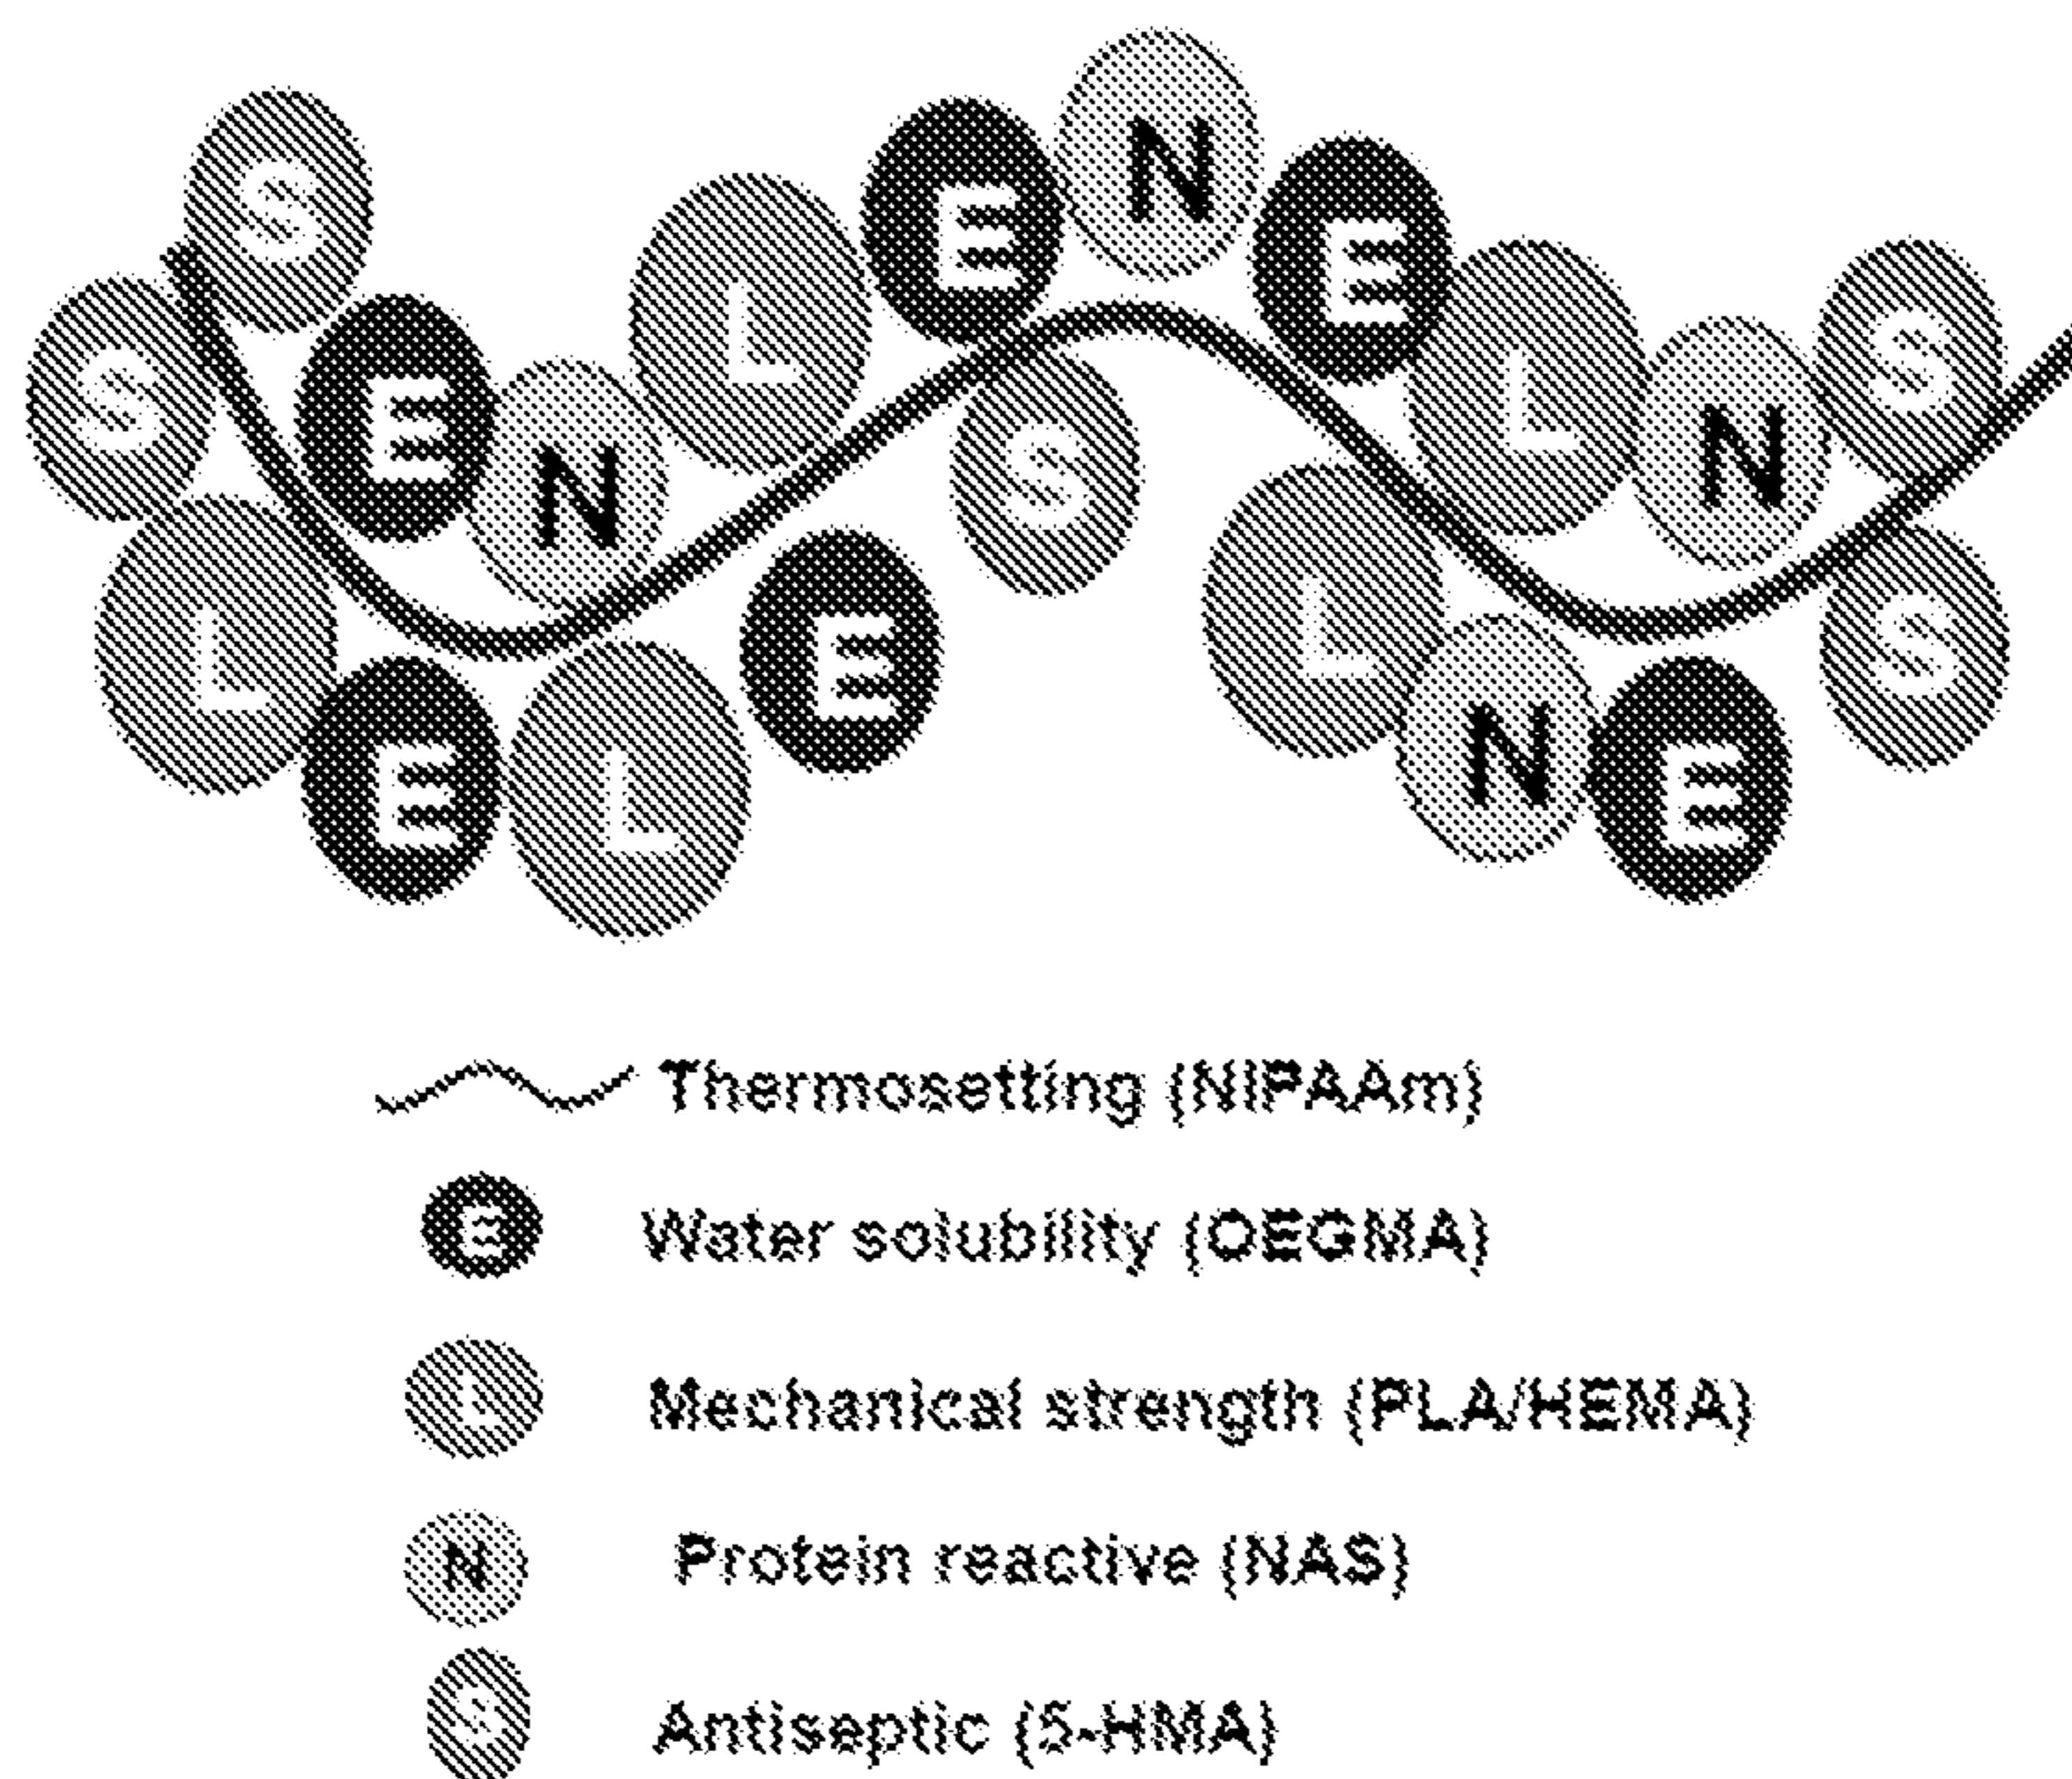 N
S
E
E
S
L
S
E
L
N
S
N
S
L
L
E
S
N
E
E
L
Thermosetting (NIPAAm)
E Water solubility (OEGMA)
L Mechanical strength (PLA/HEMA)
N Protein reactive (NAS)
S Antiseptic (5-HMA)